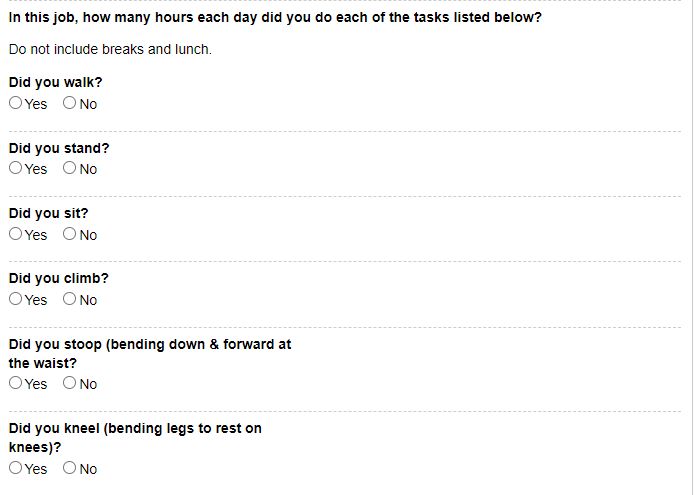 In this job, how many hours each day did you do each of the tasks listed below?
Do not include breaks and lunch.
Did you walk?
Yes No
Did you stand?
Yes No
Did you sit?
Yes No
Did you climb?
Yes No
Did you stoop (bending down & forward at
the waist?
Yes No
Did you kneel (bending legs to rest on
knees)?
Yes No